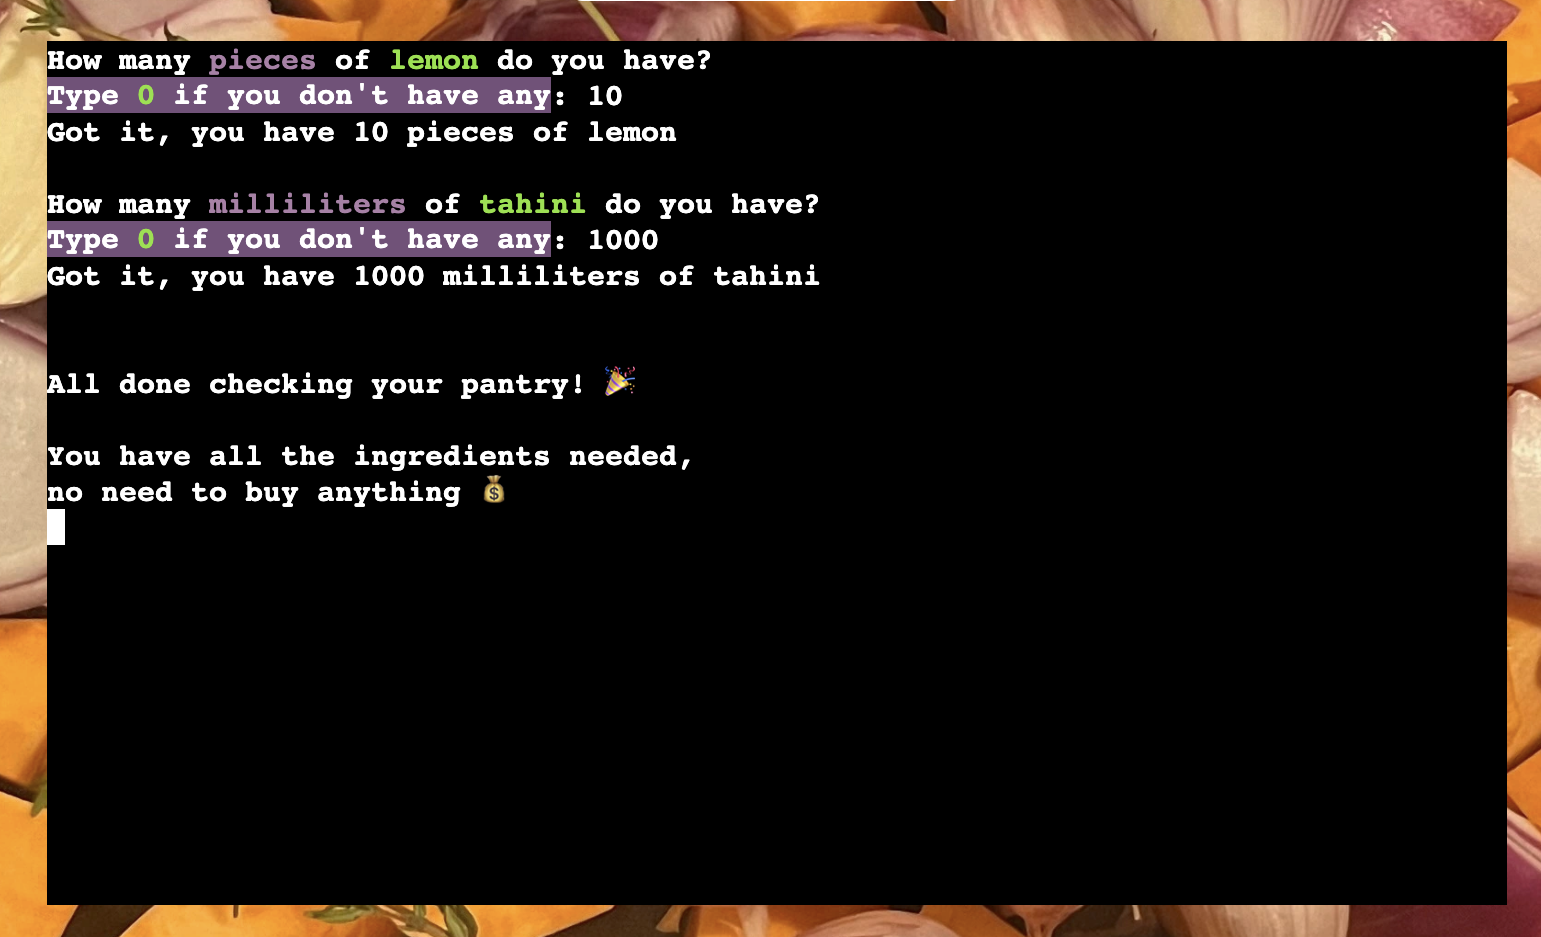 How many pieces of lemon do you have?
Type 0 if you don't have any: 10
Got it, you have 10 pieces of lemon
How many milliliters of tahini do you have?
Type 0 if you don't have any: 1000
Got it, you have 1000 milliliters of tahini
All done checking your pantry! 🎉
You have all the ingredients needed,
no need to buy anything 💰